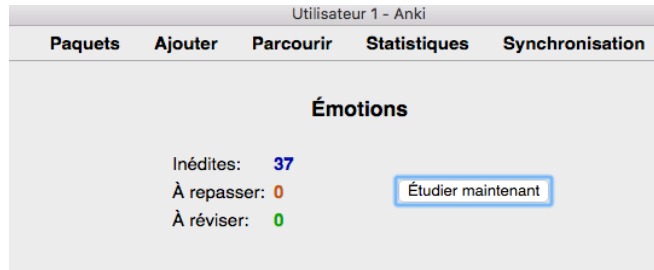 Utilisateur 1 - Anki
Paquets Ajouter Parcourir Statistiques Synchronisation
Émotions
Inédites: 37
À repasser: 0 Étudier maintenant
À réviser: 0